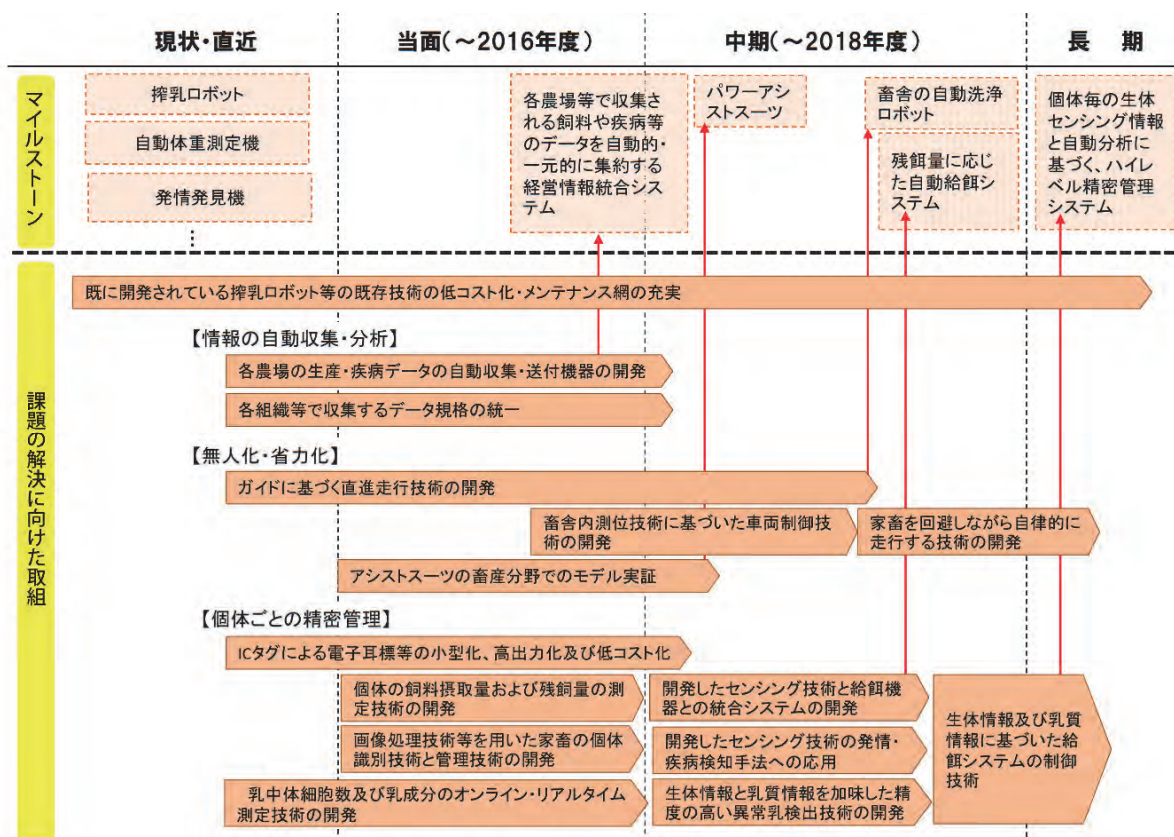 現状・直近
当面(～2016年度)
中期(～2018年度)
長　期
マイルストーン
搾乳ロボット
自動体重測定機
発情発見機
⋮
各農場等で収集さ
れる飼料や疾病等
のデータを自動的・
一元的に集約する
経営情報統合シス
テム
パワーアシ
ストスーツ
畜舎の自動洗浄
ロボット
残餌量に応じ
た自動給餌シ
ステム
個体毎の生体
センシング情報
と自動分析に
基づく、ハイレ
ベル精密管理
システム
課題の解決に向けた取組
既に開発されている搾乳ロボット等の既存技術の低コスト化・メンテナンス網の充実
【情報の自動収集・分析】
各農場の生産・疾病データの自動収集・送付機器の開発
各組織等で収集するデータ規格の統一
【無人化・省力化】
ガイドに基づく直進走行技術の開発
畜舎内測位技術に基づいた車両制御技
術の開発
家畜を回避しながら自律的に
走行する技術の開発
アシストスーツの畜産分野でのモデル実証
【個体ごとの精密管理】
ICタグによる電子耳標等の小型化、高出力化及び低コスト化
個体の飼料摂取量および残飼量の測
定技術の開発
開発したセンシング技術と給餌機
器との統合システムの開発
画像処理技術等を用いた家畜の個体
識別技術と管理技術の開発
開発したセンシング技術の発情・
疾病検知手法への応用
乳中体細胞数及び乳成分のオンライン・リアルタイム
測定技術の開発
生体情報と乳質情報を加味した精
度の高い異常乳検出技術の開発
生体情報及び乳質
情報に基づいた給
餌システムの制御
技術